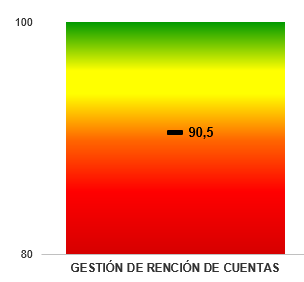 100
90,5
80
GESTIÓN DE RENCIÓN DE CUENTAS